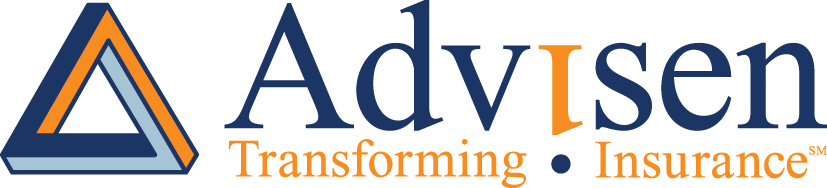 Advisen
Transforming • Insurance℠